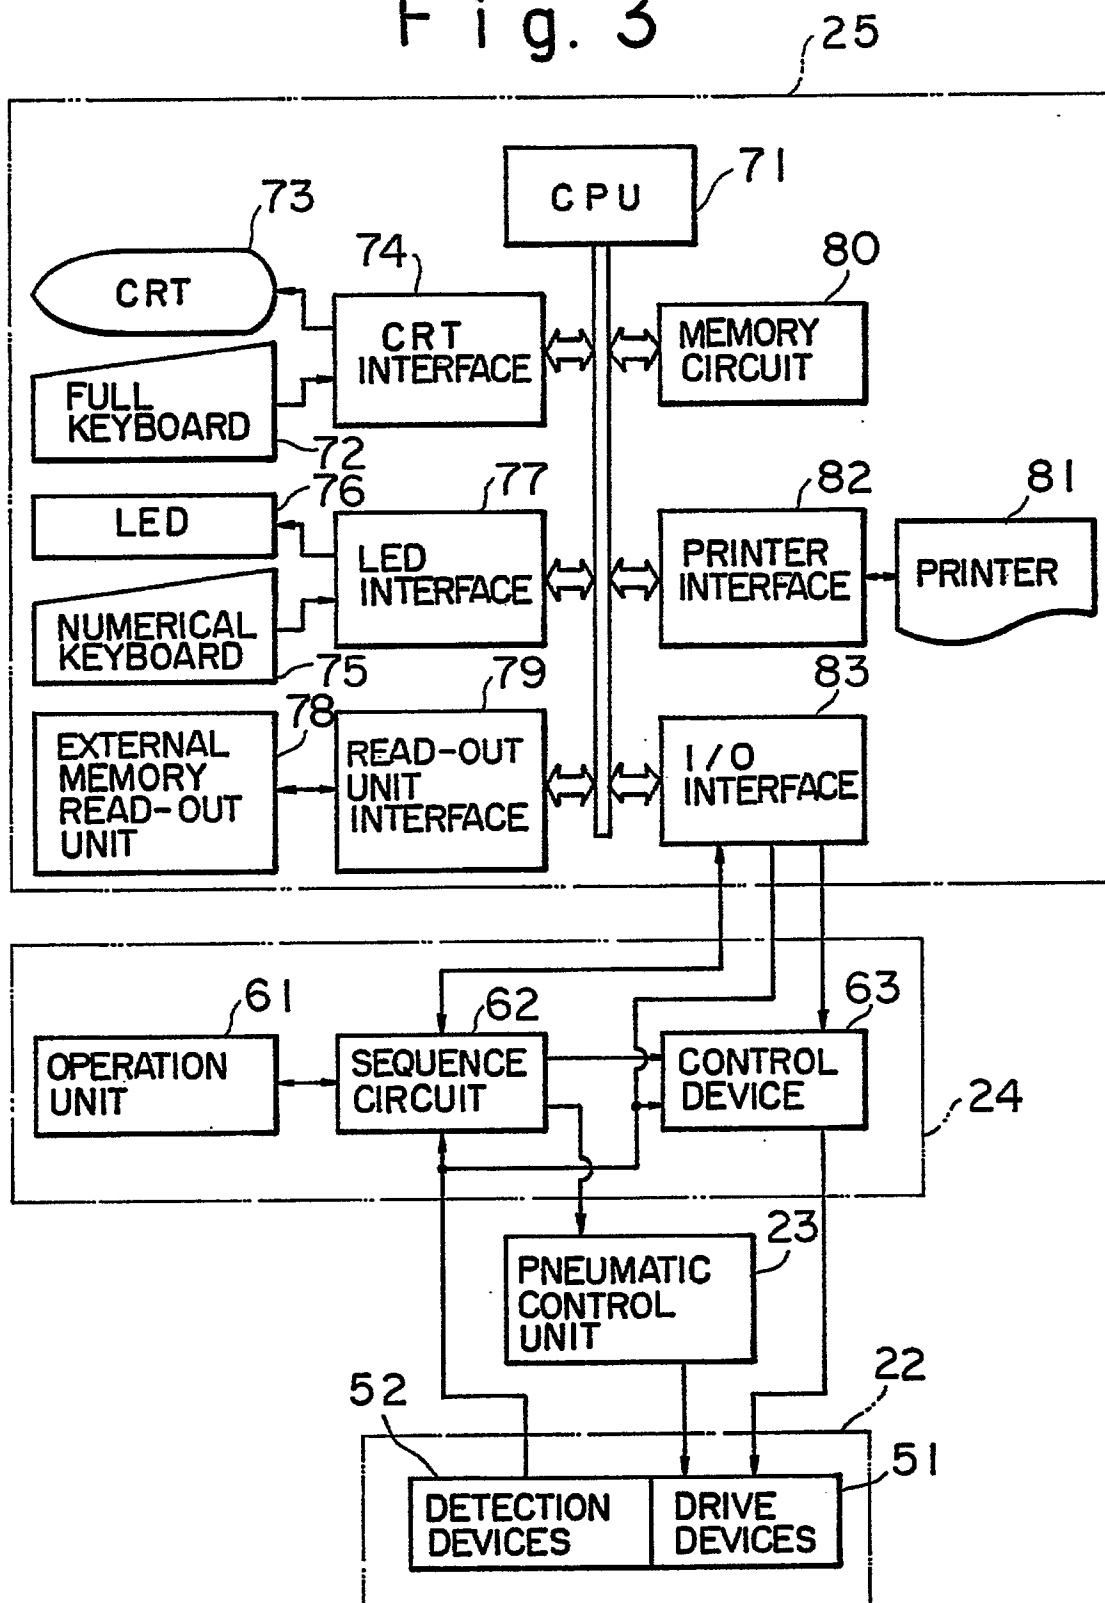 Fig. 3
25
CPU
71
73
CRT
74
CRT
INTERFACE
80
MEMORY
CIRCUIT
FULL
KEYBOARD
72
76
LED
77
LED
INTERFACE
82
PRINTER
INTERFACE
81
PRINTER
NUMERICAL
KEYBOARD
75
78
EXTERNAL
MEMORY
READ-OUT
UNIT
79
READ-OUT
UNIT
INTERFACE
83
I/O
INTERFACE
61
OPERATION
UNIT
62
SEQUENCE
CIRCUIT
63
CONTROL
DEVICE
24
23
PNEUMATIC
CONTROL
UNIT
22
52
DETECTION
DEVICES
51
DRIVE
DEVICES